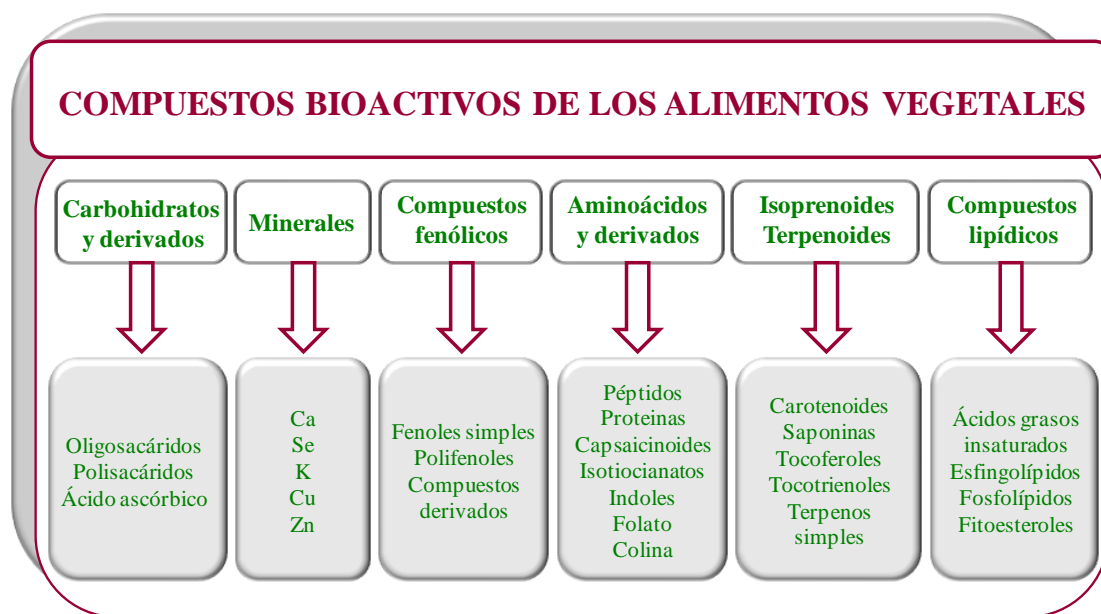 COMPUESTOS BIOACTIVOS DE LOS ALIMENTOS VEGETALES
Carbohidratos
y derivados
Minerales
Compuestos
fenólicos
Aminoácidos
y derivados
Isoprenoides
Terpenoides
Compuestos
lipídicos
Oligosacáridos
Polisacáridos
Ácido ascórbico
Ca
Se
K
Cu
Zn
Fenoles simples
Polifenoles
Compuestos
derivados
Péptidos
Proteinas
Capsaicinoides
Isotiocianatos
Indoles
Folato
Colina
Carotenoides
Saponinas
Tocoferoles
Tocotrienoles
Terpenos
simples
Ácidos grasos
insaturados
Esfingolípidos
Fosfolípidos
Fitoesteroles